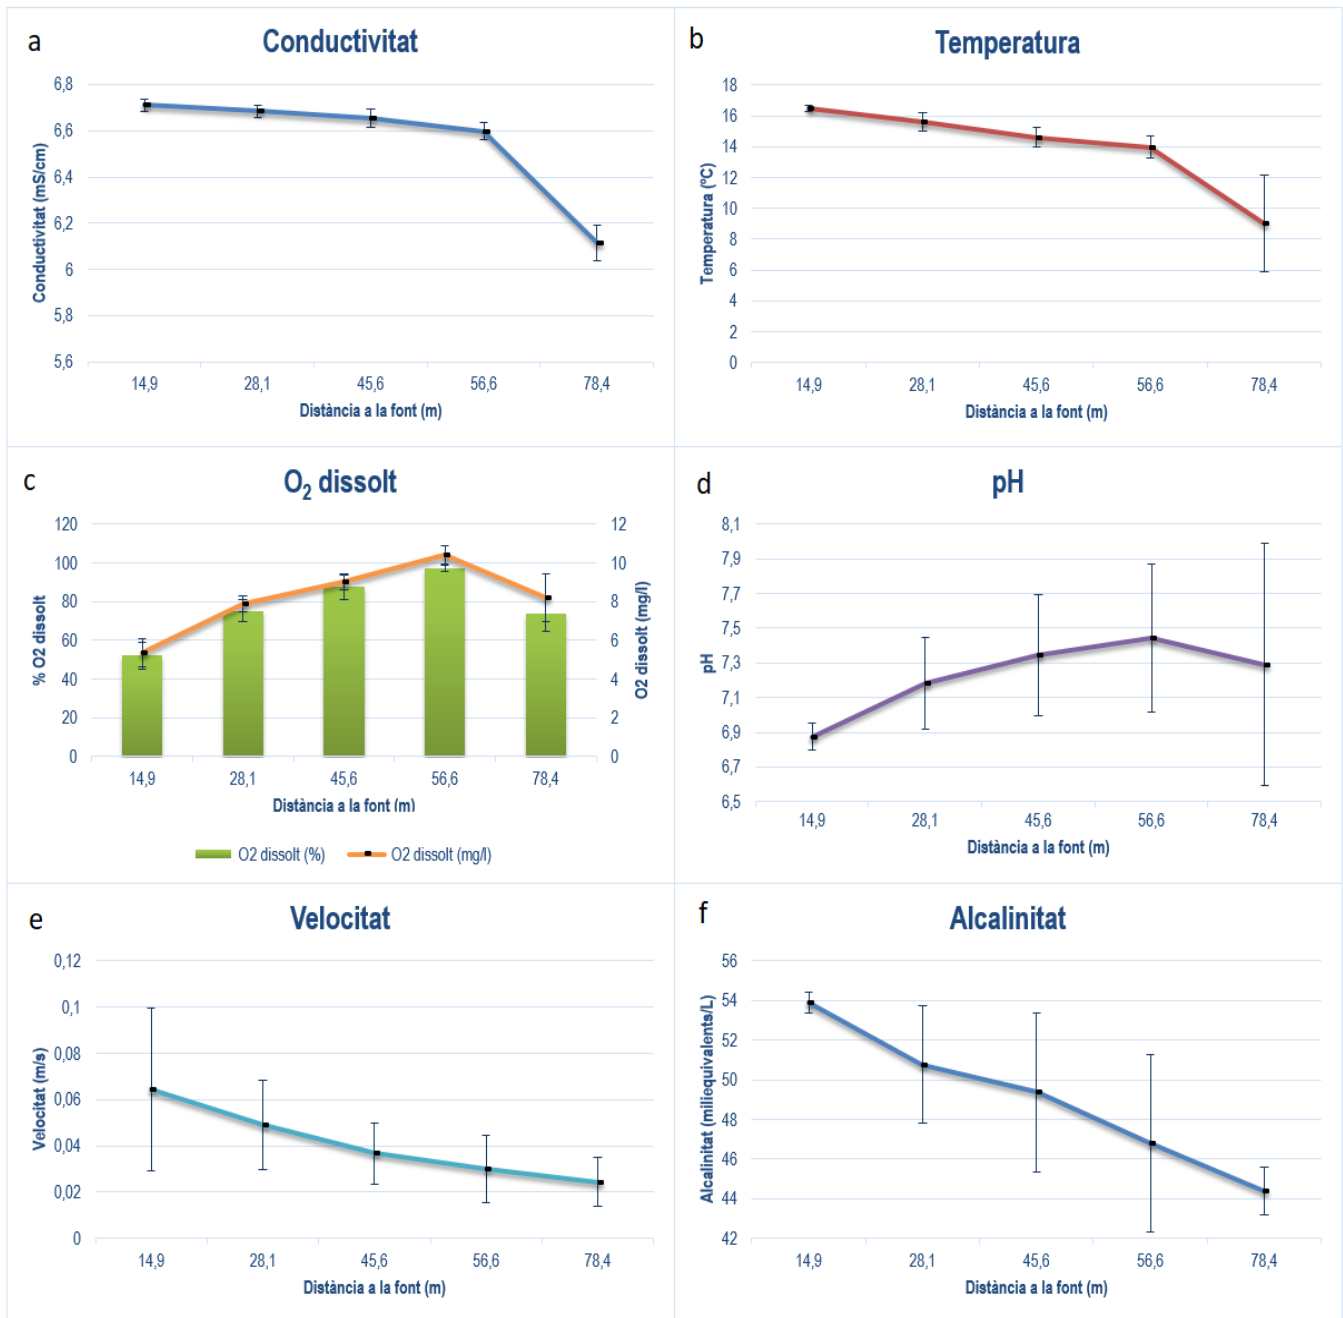 a
Conductivitat
Conductivitat (mS/cm)
6,8
6,6
6,4
6,2
6
5,8
5,6
14,9 28,1 45,6 56,6 78,4
Distància a la font (m)
b
Temperatura
Temperatura (ºC)
18
16
14
12
10
8
6
4
2
0
14,9 28,1 45,6 56,6 78,4
Distància a la font (m)
c
O2 dissolt
% O2 dissolt
120
100
80
60
40
20
0
12
10
8
6
4
2
0
O2 dissolt (mg/l)
14,9 28,1 45,6 56,6 78,4
Distància a la font (m)
O2 dissolt (%) O2 dissolt (mg/l)
d
pH
pH
8,1
7,9
7,7
7,5
7,3
7,1
6,9
6,7
6,5
14,9 28,1 45,6 56,6 78,4
Distància a la font (m)
e
Velocitat
Velocitat (m/s)
0,12
0,1
0,08
0,06
0,04
0,02
0
14,9 28,1 45,6 56,6 78,4
Distància a la font (m)
f
Alcalinitat
Alcalinitat (miliequivalents/L)
56
54
52
50
48
46
44
42
14,9 28,1 45,6 56,6 78,4
Distància a la font (m)